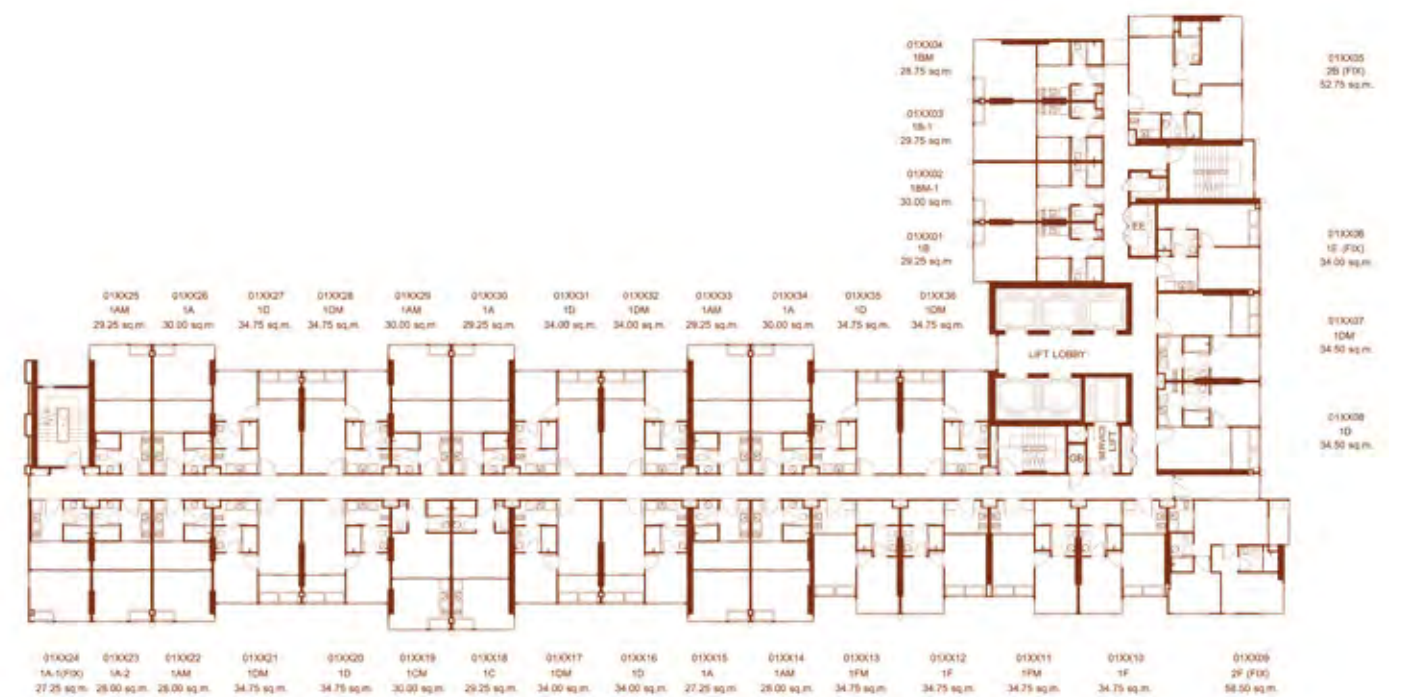 01XX04
1BM
28.75 sq.m.
01XX03
1B-1
29.75 sq.m.
01XX02
1BM-1
30.00 sq.m.
01XX01
1B
29.25 sq.m.
01XX05
2B (FIX)
52.75 sq.m.
01XX06
1E (FIX)
34.00 sq.m.
01XX07
1DM
34.50 sq.m.
01XX08
1D
34.50 sq.m.
EE
LIFT LOBBY
SERVICE
LIFT
GB
01XX25 01XX26 01XX27 01XX28 01XX29 01XX30 01XX31 01XX32 01XX33 01XX34 01XX35 01XX36
1AM 1A 1D 1DM 1AM 1A 1D 1DM 1AM 1A 1D 1DM
29.25 sq.m. 30.00 sq.m. 34.75 sq.m. 34.75 sq.m. 30.00 sq.m. 29.25 sq.m. 34.00 sq.m. 34.00 sq.m. 29.25 sq.m. 30.00 sq.m. 34.75 sq.m. 34.75 sq.m.
01XX24 01XX23 01XX22 01XX21 01XX20 01XX19 01XX18 01XX17 01XX16 01XX15 01XX14 01XX13 01XX12 01XX11 01XX10 01XX09
1A-1(FIX) 1A-2 1AM 1DM 1D 1CM 1C 1DM 1D 1A 1AM 1FM 1F 1FM 1F 2F (FIX)
27.25 sq.m. 28.00 sq.m. 28.00 sq.m. 34.75 sq.m. 34.75 sq.m. 30.00 sq.m. 29.25 sq.m. 34.00 sq.m. 34.00 sq.m. 27.25 sq.m. 28.00 sq.m. 34.75 sq.m. 34.75 sq.m. 34.75 sq.m. 34.75 sq.m. sq.m.